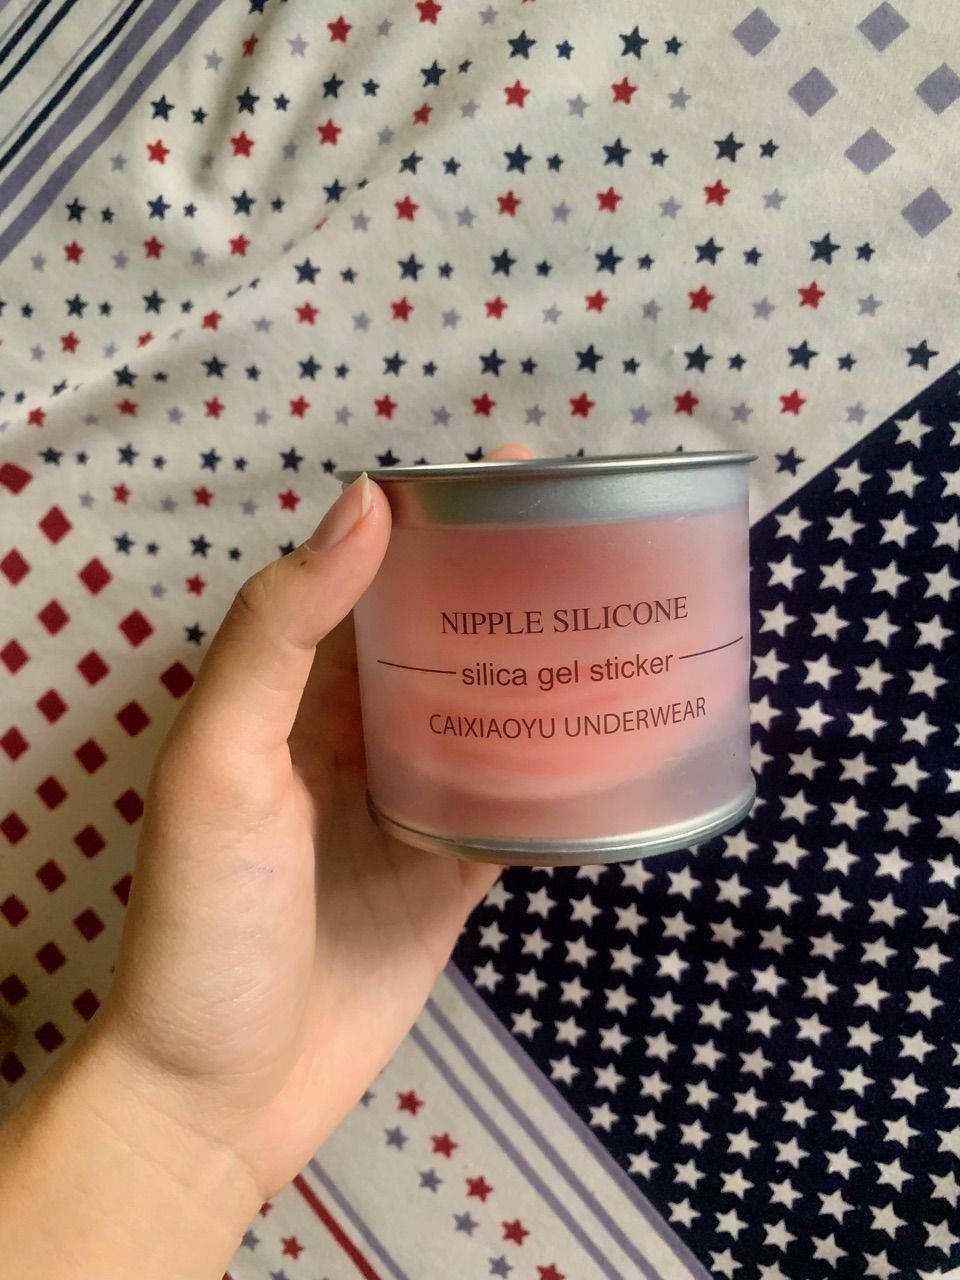 NIPPLE SILICONE
silica gel sticker
CAIXIAOYU UNDERWEAR